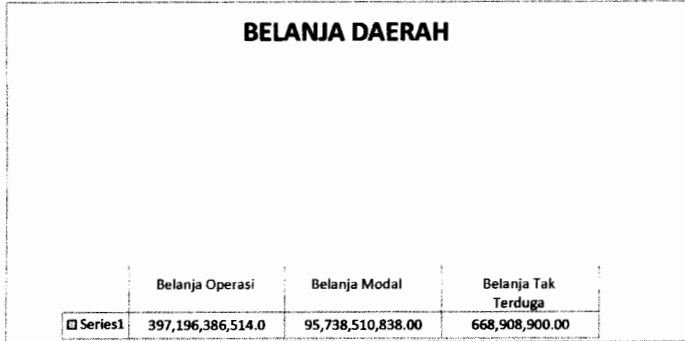 BELANJA DAERAH
Belanja Operasi Belanja Modal Belanja Tak
Terduga
Series1 397,196,386,514.0 95,738,510,838.00 668,908,900.00